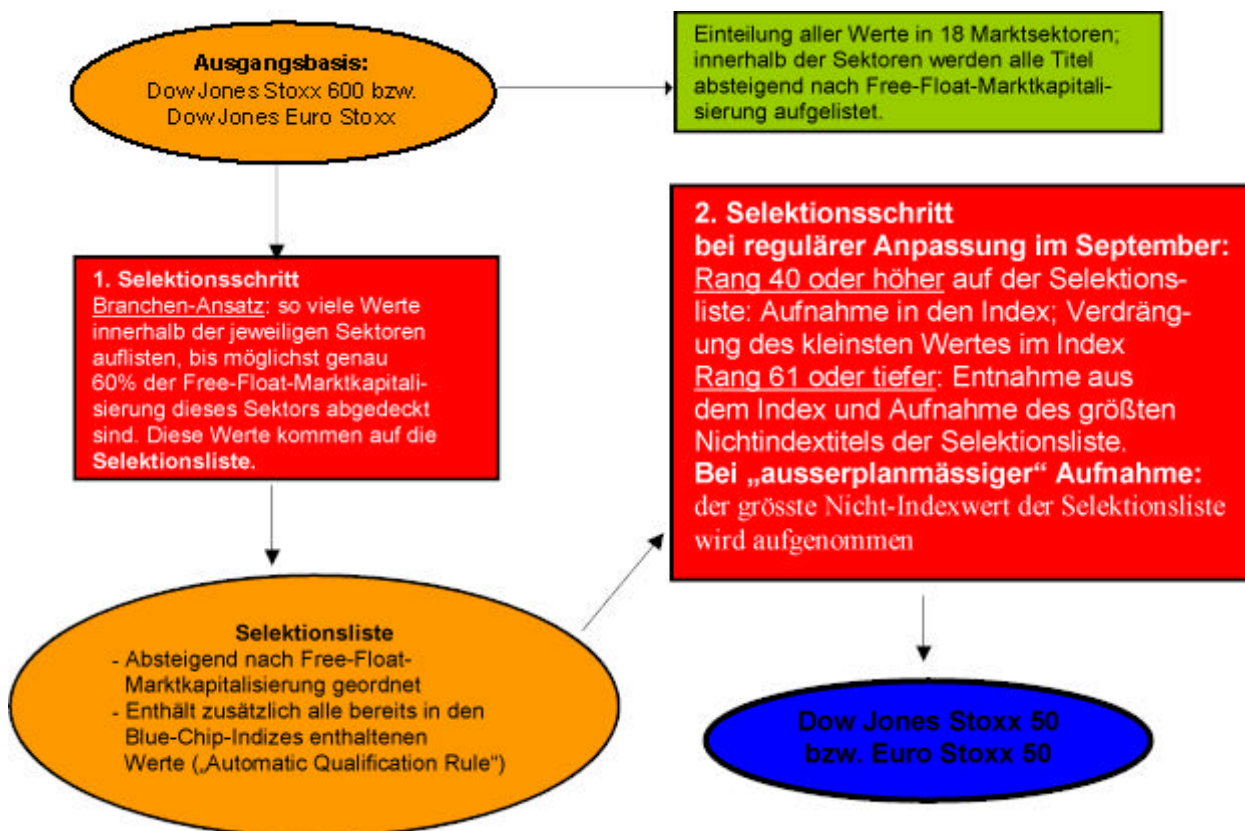 Ausgangsbasis:
Dow Jones Stoxx 600 bzw.
Dow Jones Euro Stoxx
Einteilung aller Werte in 18 Marktsektoren;
innerhalb der Sektoren werden alle Titel
absteigend nach Free-Float-Marktkapitali-
sierung aufgelistet.
1. Selektionsschritt
Branchen-Ansatz: so viele Werte
innerhalb der jeweiligen Sektoren
auflisten, bis möglichst genau
60% der Free-Float-Marktkapitali-
sierung dieses Sektors abgedeckt
sind. Diese Werte kommen auf die
Selektionsliste.
Selektionsliste
- Absteigend nach Free-Float-
Marktkapitalisierung geordnet
- Enthält zusätzlich alle bereits in den
Blue-Chip-Indizes enthaltenen
Werte („Automatic Qualification Rule“)
2. Selektionsschritt
bei regulärer Anpassung im September:
Rang 40 oder höher auf der Selektions-
liste: Aufnahme in den Index; Verdräng-
ung des kleinsten Wertes im Index
Rang 61 oder tiefer: Entnahme aus
dem Index und Aufnahme des größten
Nichtindextitels der Selektionsliste.
Bei „ausserplanmässiger“ Aufnahme:
der grösste Nicht-Indexwert der Selektionsliste
wird aufgenommen
Dow Jones Stoxx 50
bzw. Euro Stoxx 50